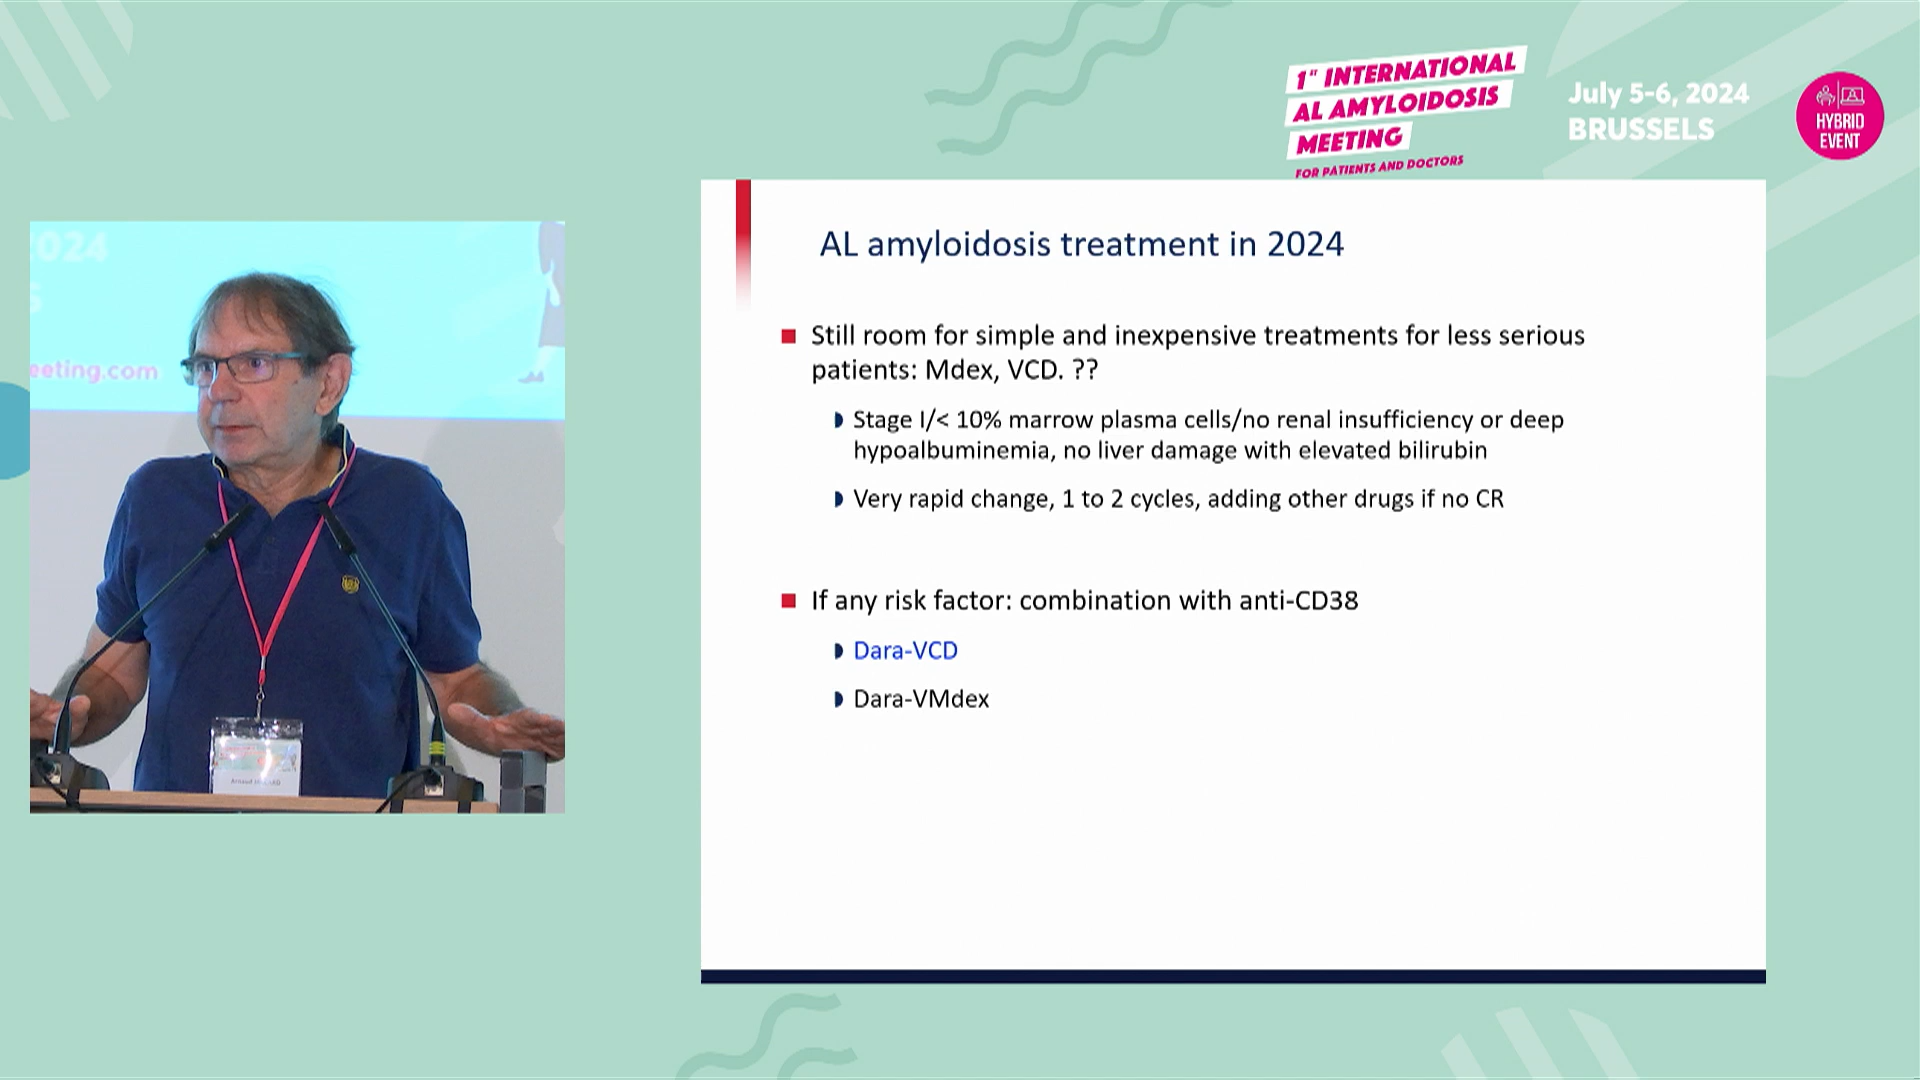 1st INTERNATIONAL
AL AMYLOIDOSIS
MEETING
FOR PATIENTS AND DOCTORS
July 5-6, 2024
BRUSSELS
HYBRID
EVENT
024
S
eeting.com
Arnaud
AL amyloidosis treatment in 2024
Still room for simple and inexpensive treatments for less serious
patients: Mdex, VCD. ??
Stage I/< 10% marrow plasma cells/no renal insufficiency or deep
hypoalbuminemia, no liver damage with elevated bilirubin
Very rapid change, 1 to 2 cycles, adding other drugs if no CR
If any risk factor: combination with anti-CD38
Dara-VCD
Dara-VMdex